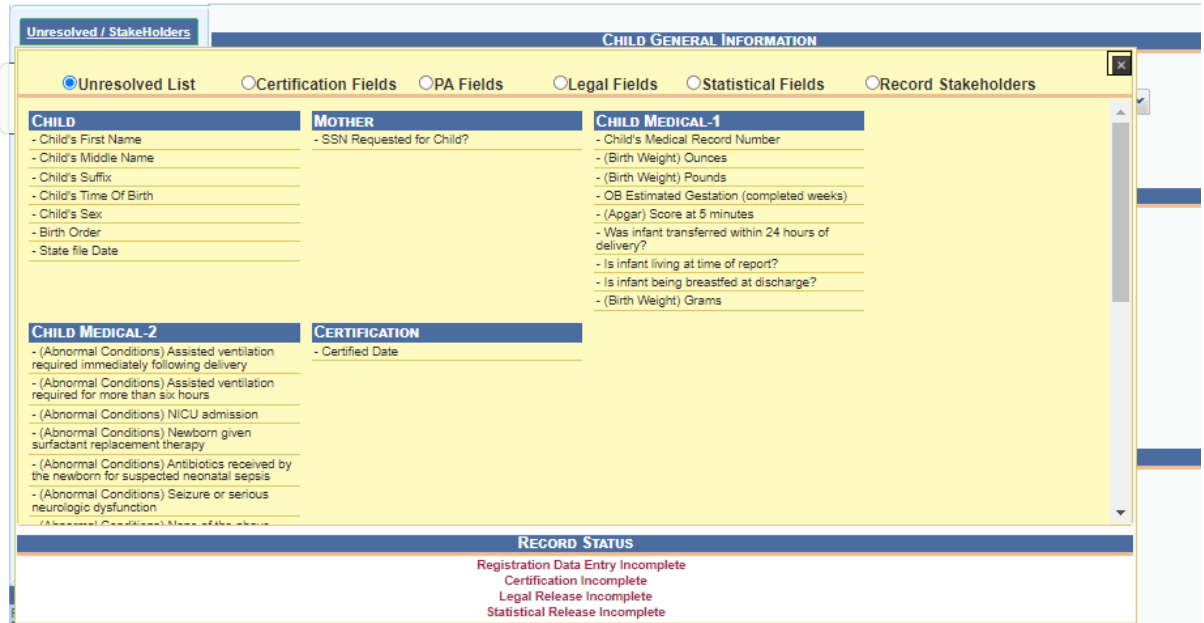 Unresolved / StakeHolders
CHILD GENERAL INFORMATION
Unresolved List Certification Fields PA Fields Legal Fields Statistical Fields Record Stakeholders
CHILD
- Child's First Name
- Child's Middle Name
- Child's Suffix
- Child's Time Of Birth
- Child's Sex
- Birth Order
- State file Date
MOTHER
- SSN Requested for Child?
CHILD MEDICAL-1
- Child's Medical Record Number
- (Birth Weight) Ounces
- (Birth Weight) Pounds
- OB Estimated Gestation (completed weeks)
- (Apgar) Score at 5 minutes
- Was infant transferred within 24 hours of
delivery?
- Is infant living at time of report?
- Is infant being breastfed at discharge?
- (Birth Weight) Grams
CHILD MEDICAL-2
- (Abnormal Conditions) Assisted ventilation
required immediately following delivery
- (Abnormal Conditions) Assisted ventilation
required for more than six hours
- (Abnormal Conditions) NICU admission
- (Abnormal Conditions) Newborn given
surfactant replacement therapy
- (Abnormal Conditions) Antibiotics received by
the newborn for suspected neonatal sepsis
- (Abnormal Conditions) Seizure or serious
neurologic dysfunction
- (Abnormal Conditions) None of the above
CERTIFICATION
- Certified Date
RECORD STATUS
Registration Data Entry Incomplete
Certification Incomplete
Legal Release Incomplete
Statistical Release Incomplete